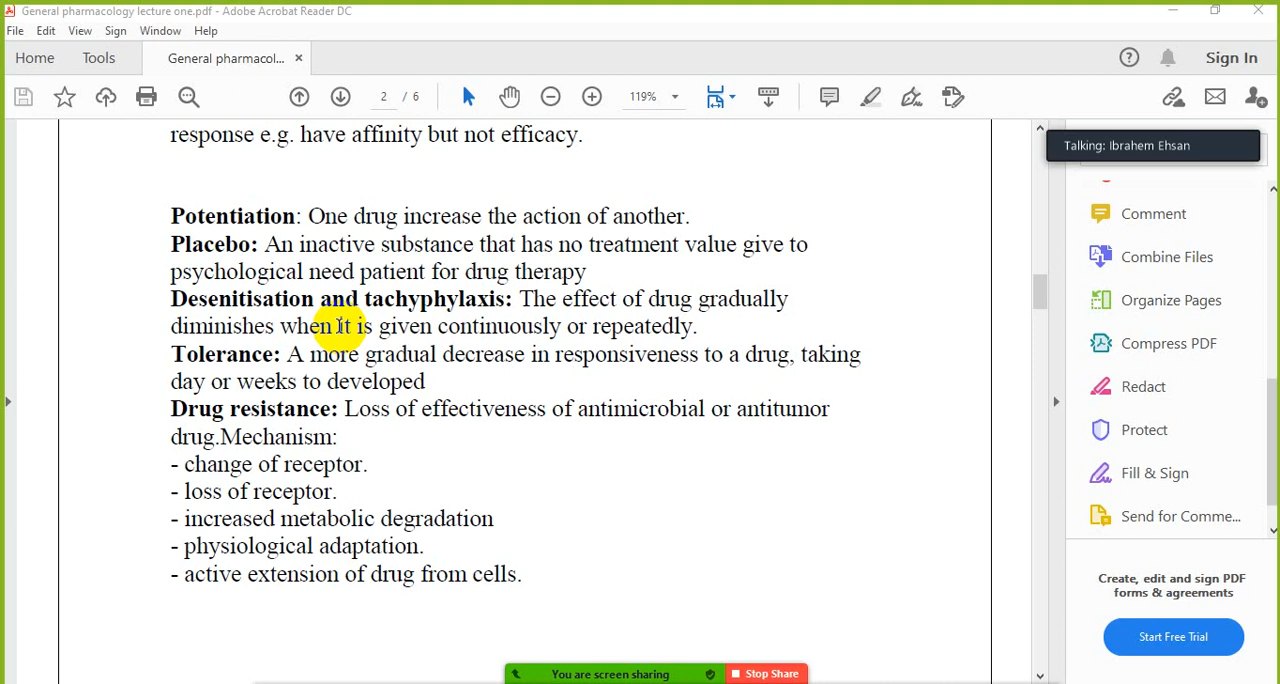 General pharmacology lecture one.pdf - Adobe Acrobat Reader DC
File Edit View Sign Window Help
Home Tools General pharmacol... × Sign In
2 / 6 119%
response e.g. have affinity but not efficacy.
Talking: Ibrahem Ehsan
Potentiation: One drug increase the action of another.
Placebo: An inactive substance that has no treatment value give to
psychological need patient for drug therapy
Desenitisation and tachyphylaxis: The effect of drug gradually
diminishes when it is given continuously or repeatedly.
Tolerance: A more gradual decrease in responsiveness to a drug, taking
day or weeks to developed
Drug resistance: Loss of effectiveness of antimicrobial or antitumor
drug.Mechanism:
- change of receptor.
- loss of receptor.
- increased metabolic degradation
- physiological adaptation.
- active extension of drug from cells.
Comment
Combine Files
Organize Pages
Compress PDF
Redact
Protect
Fill & Sign
Send for Comme...
Create, edit and sign PDF
forms & agreements
Start Free Trial
You are screen sharing Stop Share